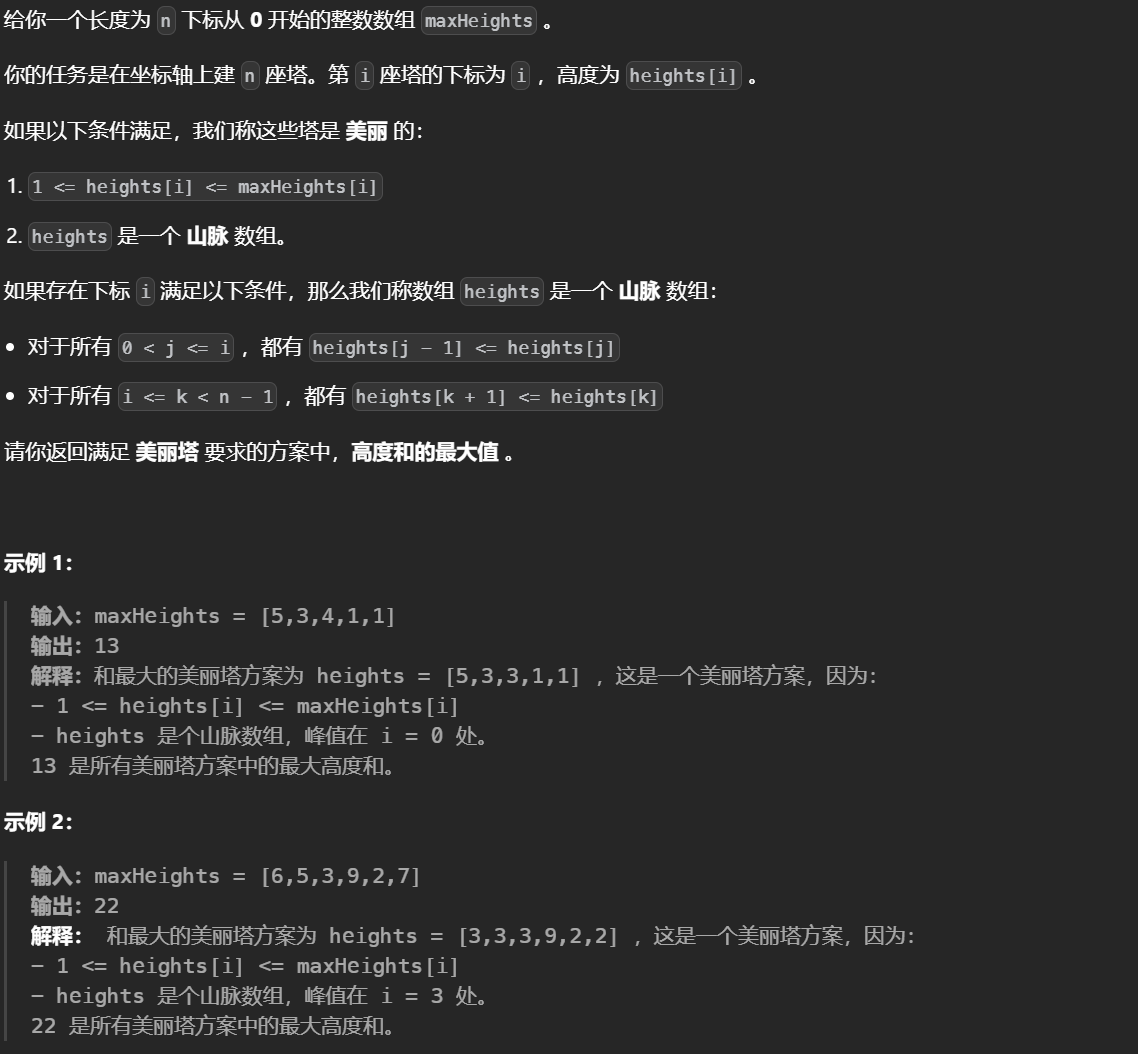 给你一个长度为 n 下标从 0 开始的整数数组 maxHeights 。
你的任务是在坐标轴上建 n 座塔。第 i 座塔的下标为 i ，高度为 heights[i] 。
如果以下条件满足，我们称这些塔是 美丽 的：
1. 1 <= heights[i] <= maxHeights[i]
2. heights 是一个 山脉 数组。
如果存在下标 i 满足以下条件，那么我们称数组 heights 是一个 山脉 数组：
• 对于所有 0 < j <= i ，都有 heights[j - 1] <= heights[j]
• 对于所有 i <= k < n - 1 ，都有 heights[k + 1] <= heights[k]
请你返回满足 美丽塔 要求的方案中，高度和的最大值 。
示例 1：
输入：maxHeights = [5,3,4,1,1]
输出：13
解释：和最大的美丽塔方案为 heights = [5,3,3,1,1] ，这是一个美丽塔方案，因为：
- 1 <= heights[i] <= maxHeights[i]
- heights 是个山脉数组，峰值在 i = 0 处。
13 是所有美丽塔方案中的最大高度和。
示例 2：
输入：maxHeights = [6,5,3,9,2,7]
输出：22
解释： 和最大的美丽塔方案为 heights = [3,3,3,9,2,2] ，这是一个美丽塔方案，因为：
- 1 <= heights[i] <= maxHeights[i]
- heights 是个山脉数组，峰值在 i = 3 处。
22 是所有美丽塔方案中的最大高度和。